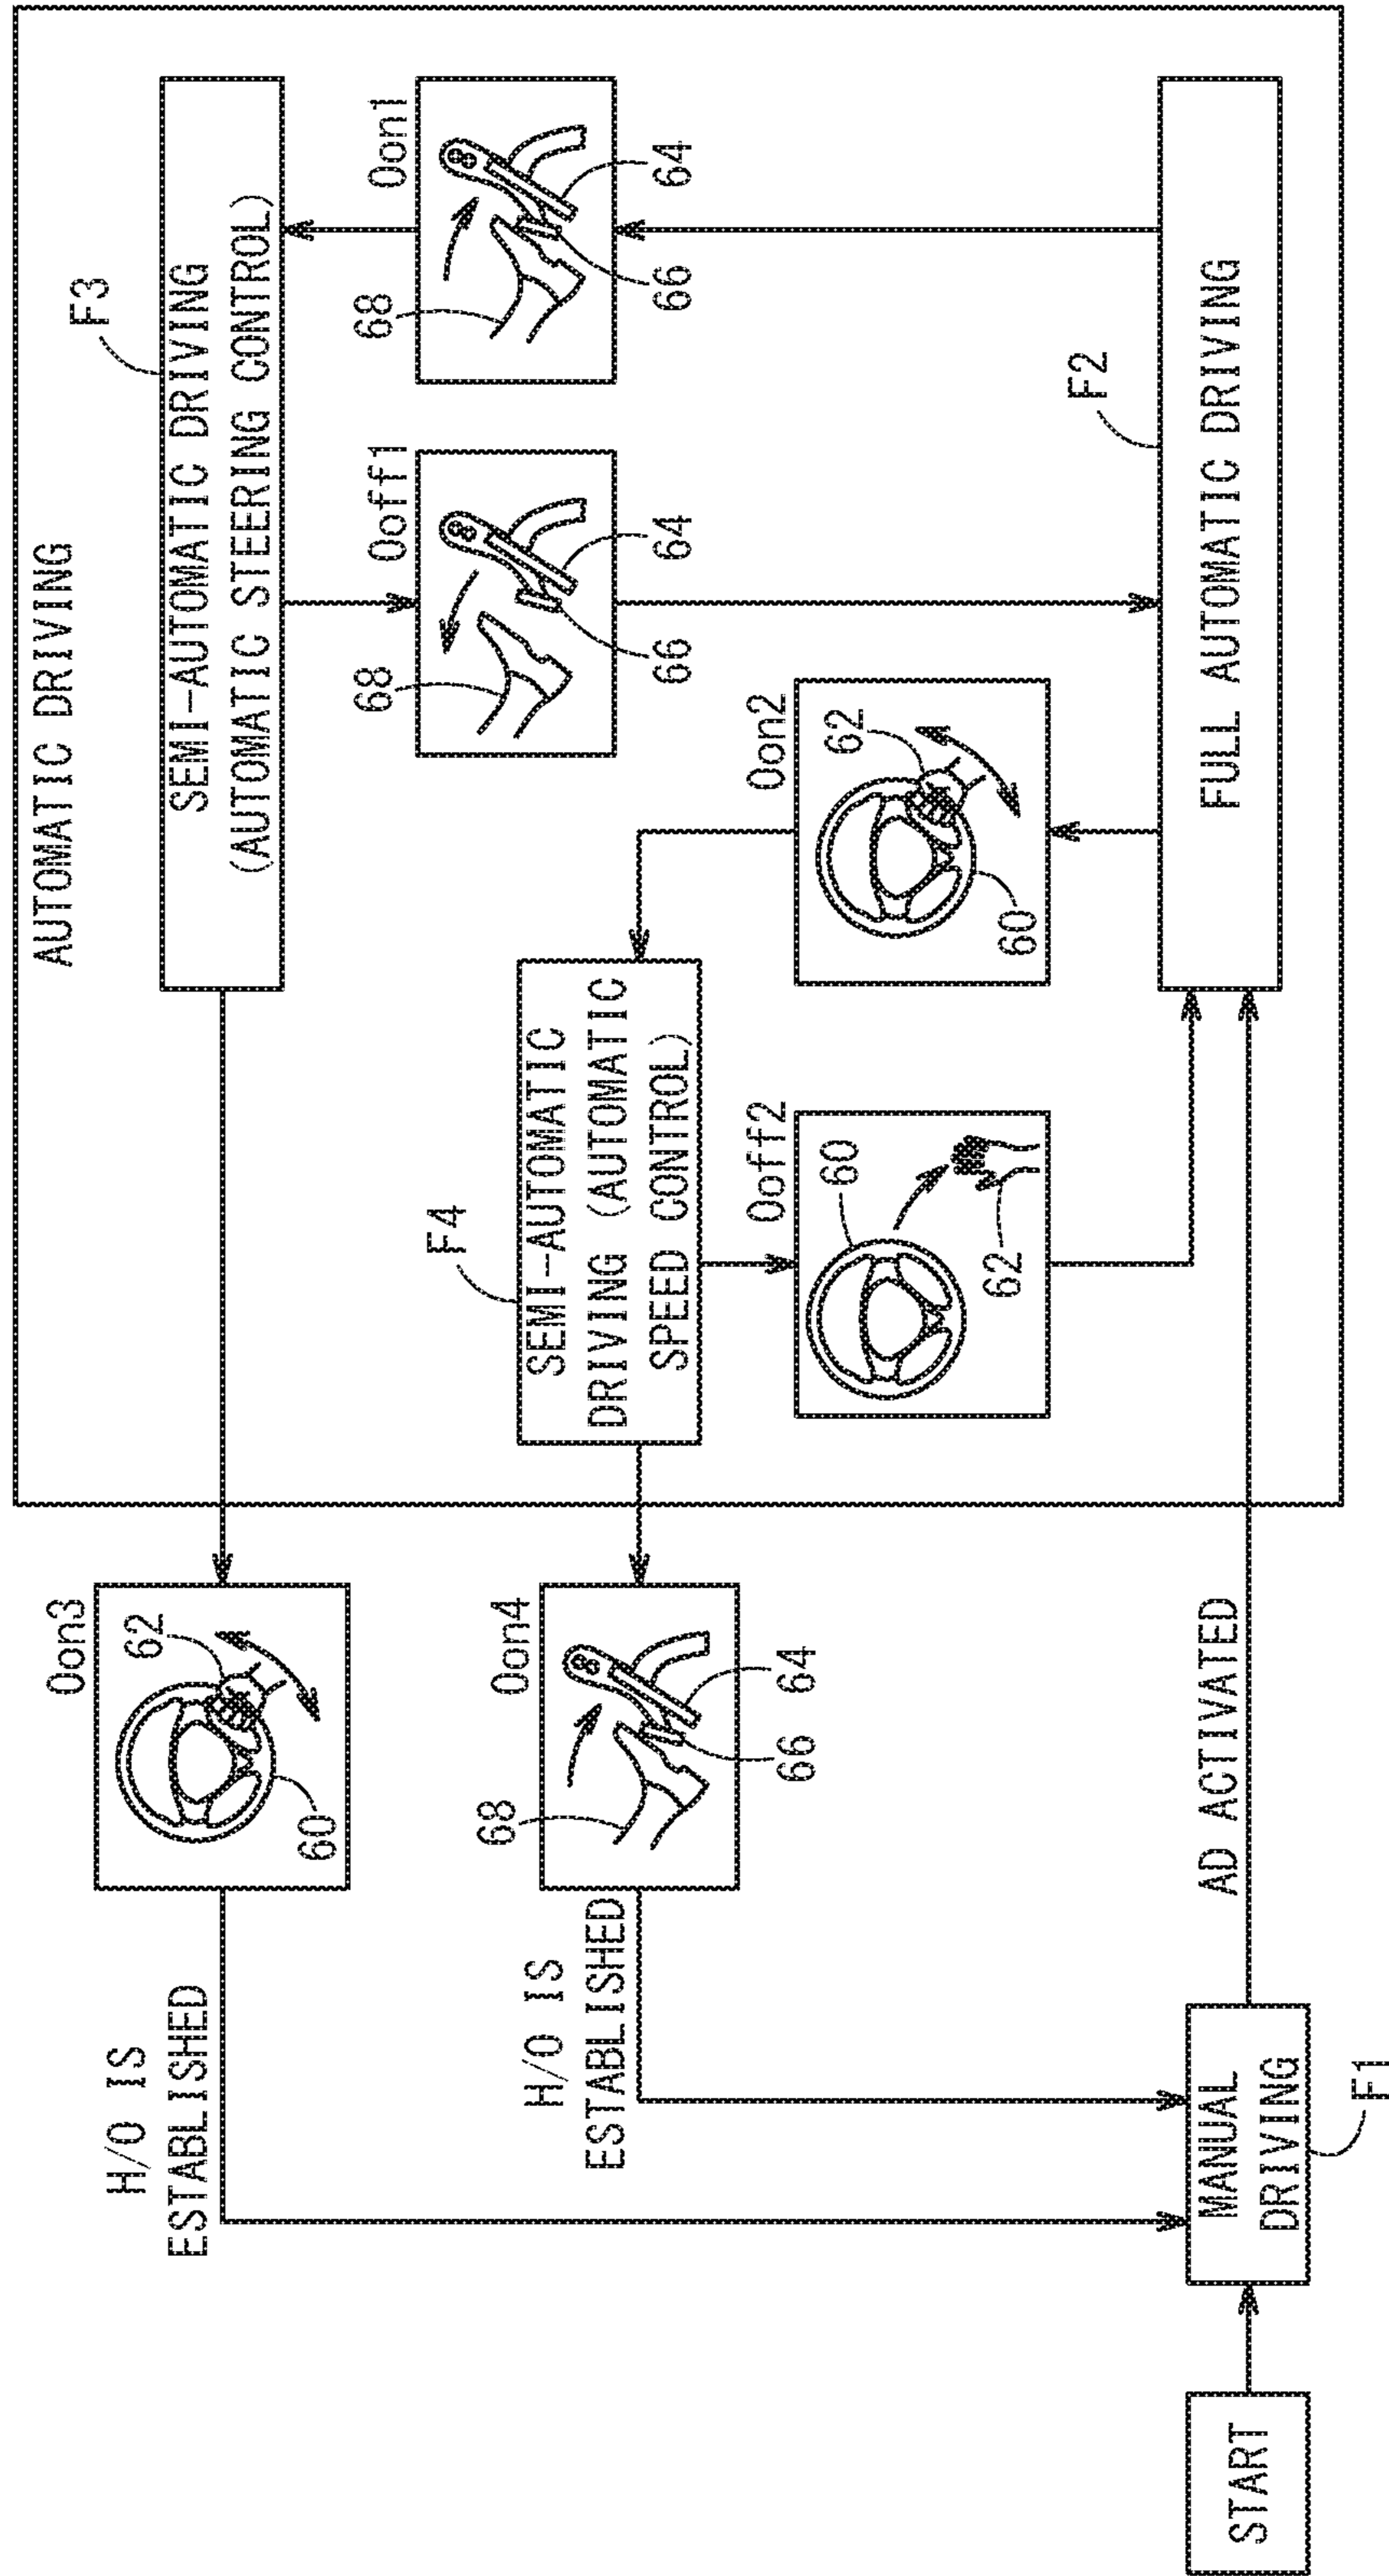 AUTOMATIC DRIVING
F3
SEMI-AUTOMATIC DRIVING
(AUTOMATIC STEERING CONTROL)
Oon3
62
60
H/O IS
ESTABLISHED
Ooff1
68
66
64
Oon1
68
66
64
F4
SEMI-AUTOMATIC
DRIVING (AUTOMATIC
SPEED CONTROL)
Oon4
68
66
64
H/O IS
ESTABLISHED
Ooff2
60
62
Oon2
62
60
F2
FULL AUTOMATIC DRIVING
AD ACTIVATED
START
MANUAL
DRIVING
F1